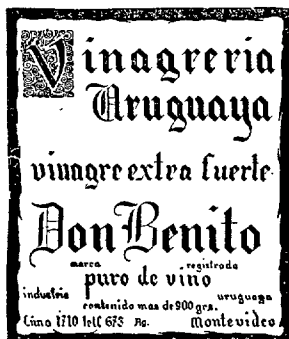 Vinagreria
Uruguaya
vinagre extra fuerte
Don Benito
marca registrada
puro de vino
industria uruguaya
contenido mas de 900 grs.
Lima 1710 Telf. 673 Ag. Montevideo